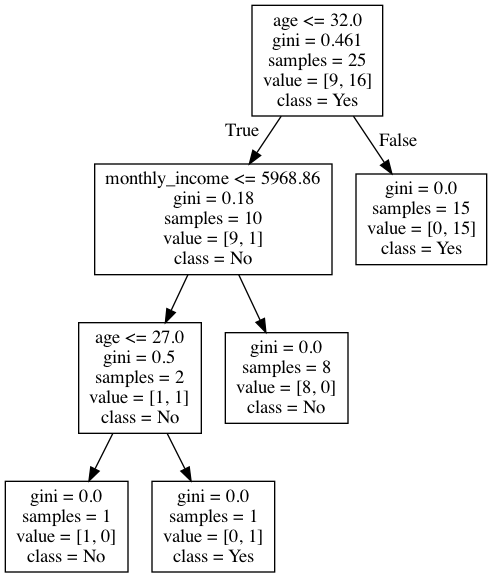 age <= 32.0
gini = 0.461
samples = 25
value = [9, 16]
class = Yes
True
False
monthly_income <= 5968.86
gini = 0.18
samples = 10
value = [9, 1]
class = No
gini = 0.0
samples = 15
value = [0, 15]
class = Yes
age <= 27.0
gini = 0.5
samples = 2
value = [1, 1]
class = No
gini = 0.0
samples = 8
value = [8, 0]
class = No
gini = 0.0
samples = 1
value = [1, 0]
class = No
gini = 0.0
samples = 1
value = [0, 1]
class = Yes